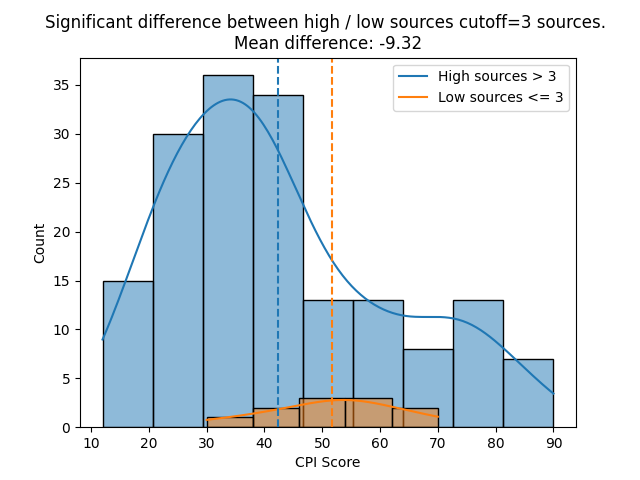 Significant difference between high / low sources cutoff=3 sources.
Mean difference: -9.32
High sources > 3
Low sources <= 3
35
30
25
20
15
10
5
0
Count
10 20 30 40 50 60 70 80 90
CPI Score